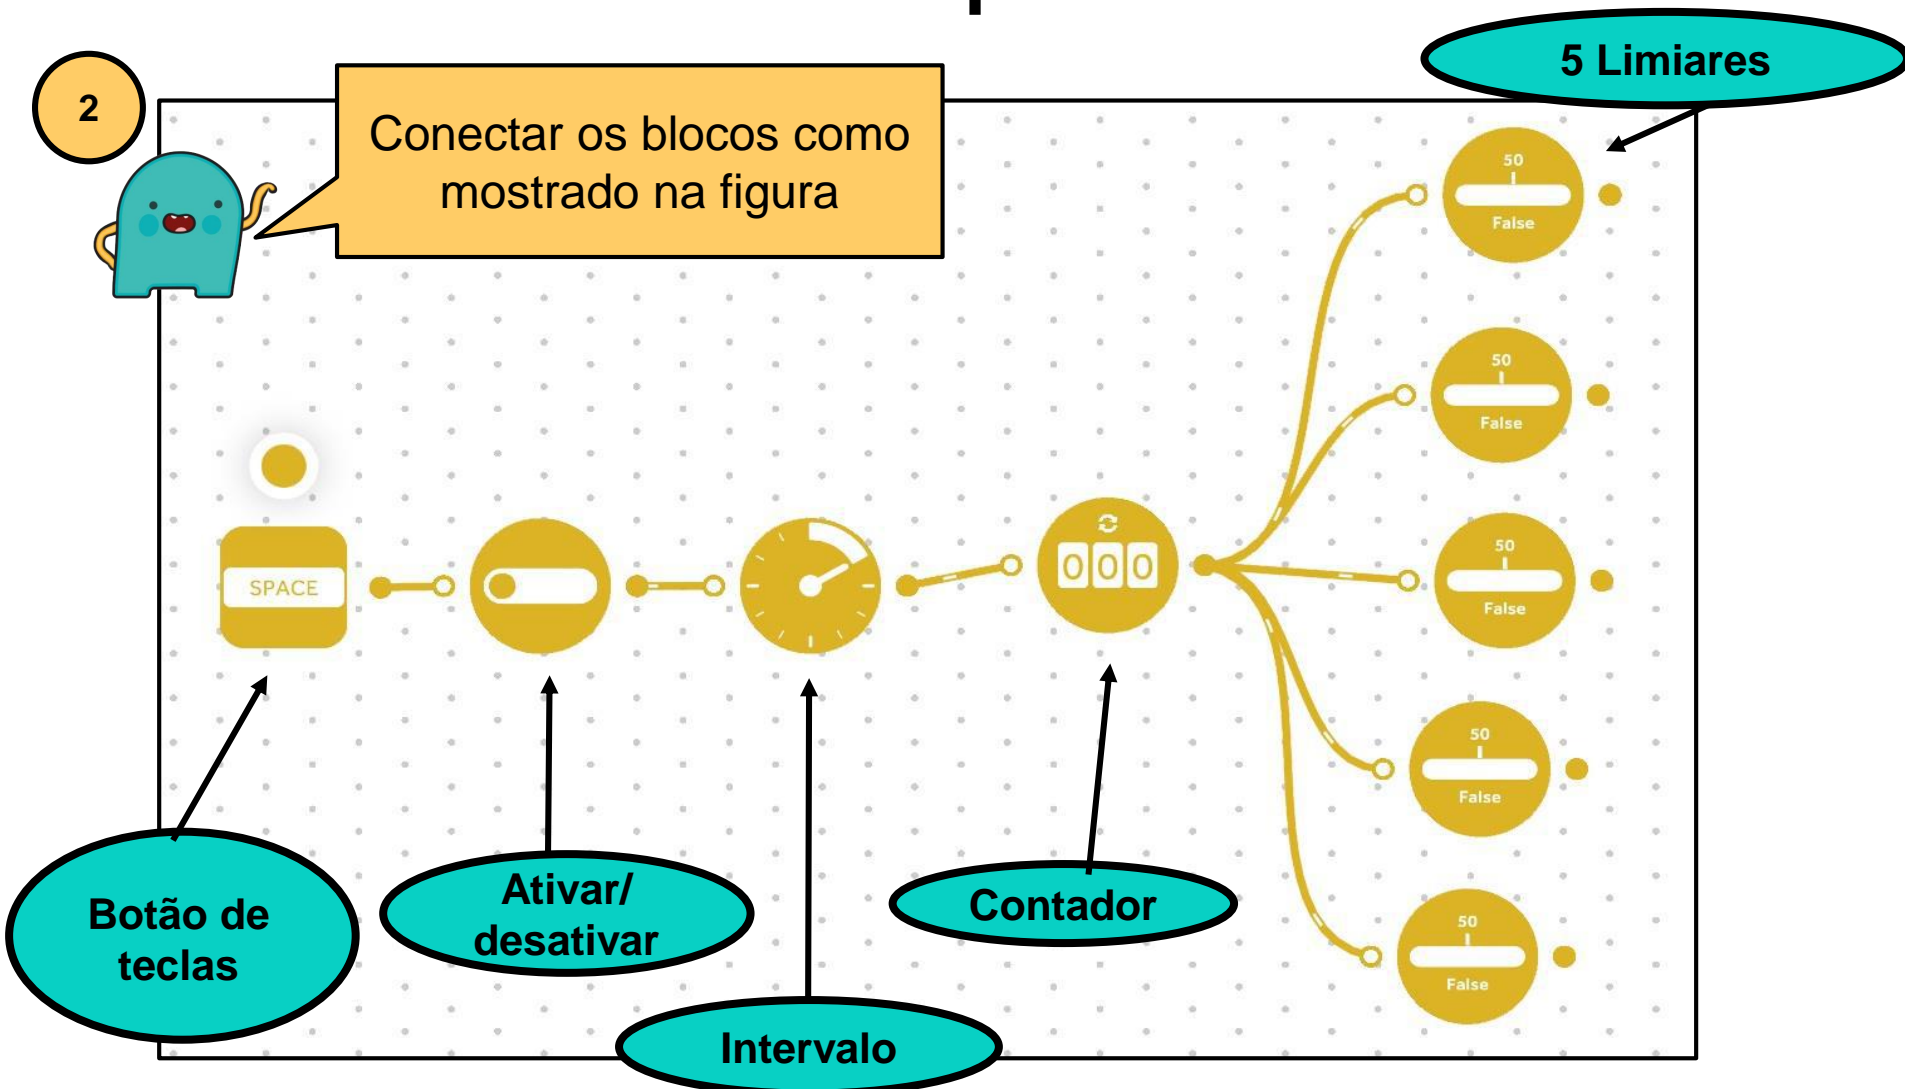 5 Limiares
2
Conectar os blocos como
mostrado na figura
50
False
50
False
50
False
50
False
50
False
SPACE
000
Botão de
teclas
Ativar/
desativar
Intervalo
Contador